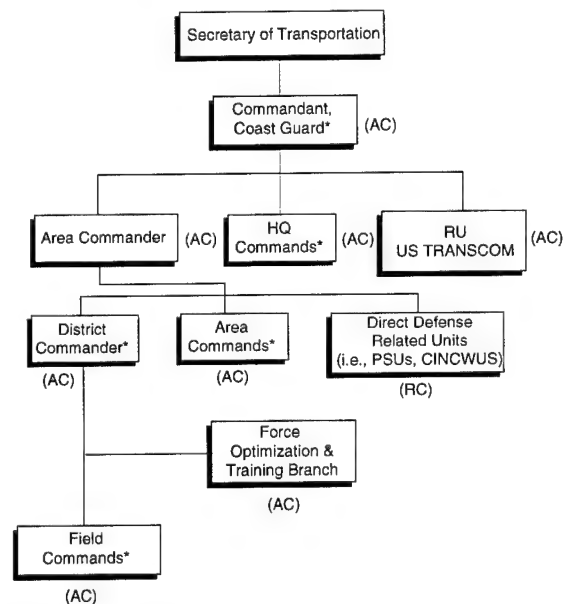 Secretary of Transportation
Commandant,
Coast Guard*
(AC)
Area Commander
(AC)
HQ
Commands*
(AC)
RU
US TRANSCOM
(AC)
District
Commander*
(AC)
Area
Commands*
(AC)
Direct Defense
Related Units
(i.e., PSUs, CINCWUS)
(RC)
Force
Optimization &
Training Branch
(AC)
Field
Commands*
(AC)